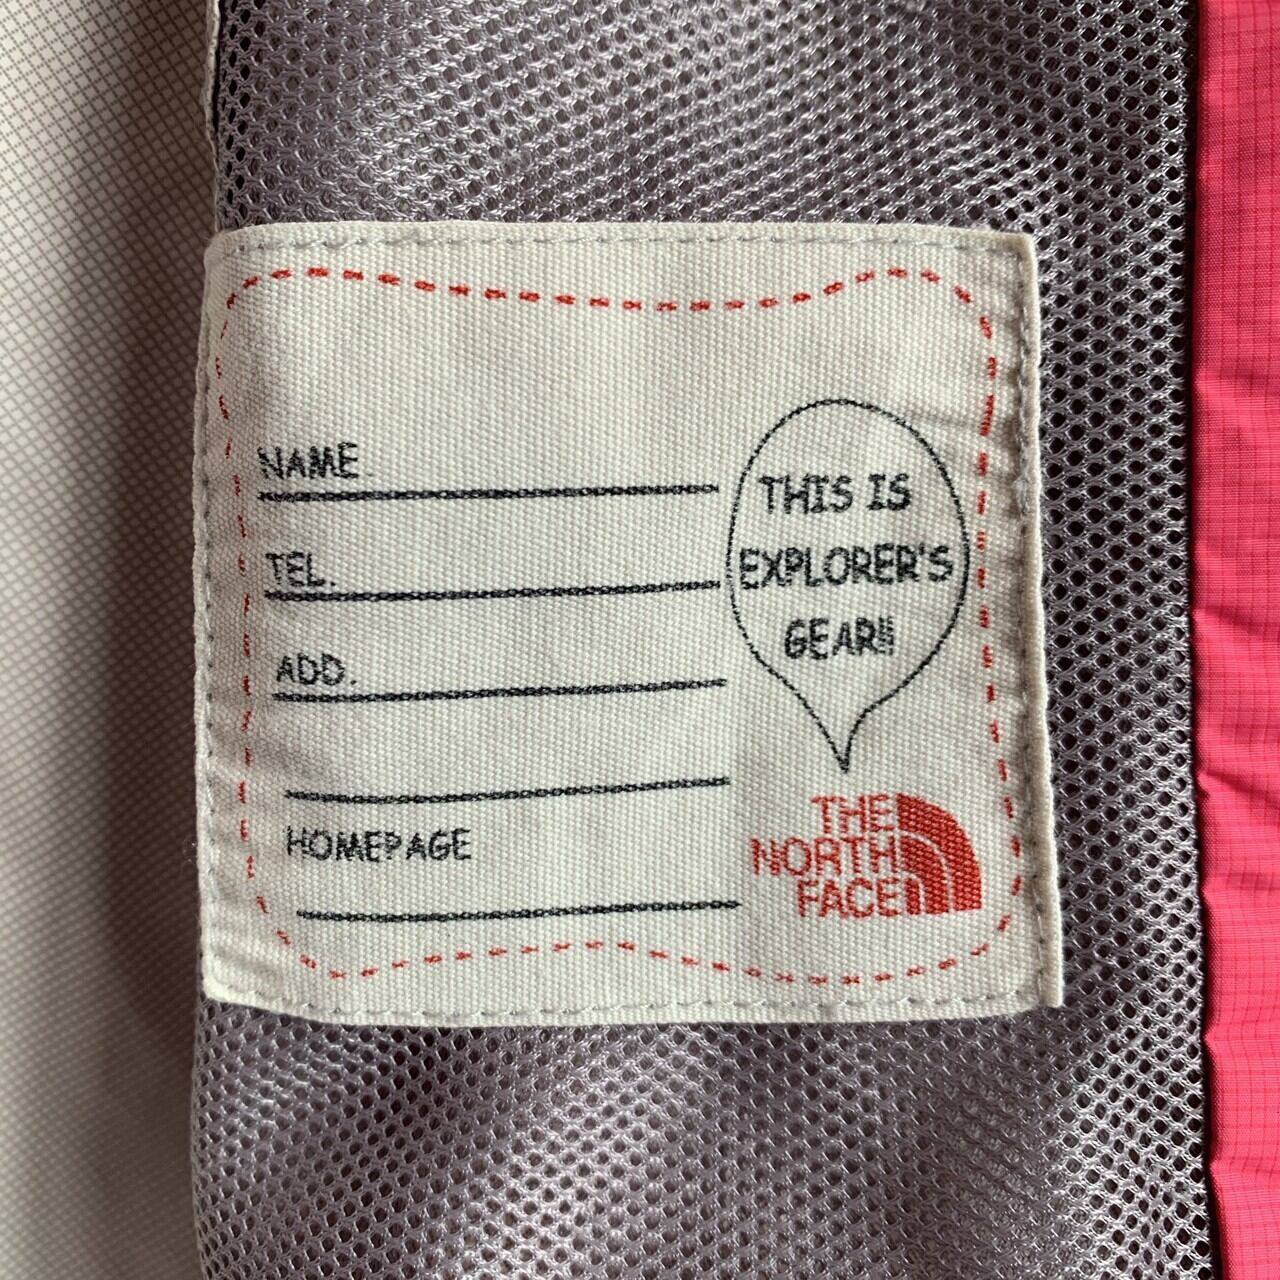 NAME
TEL.
ADD.
HOMEPAGE
THIS IS
EXPLORER'S
GEAR!!
THE
NORTH
FACE